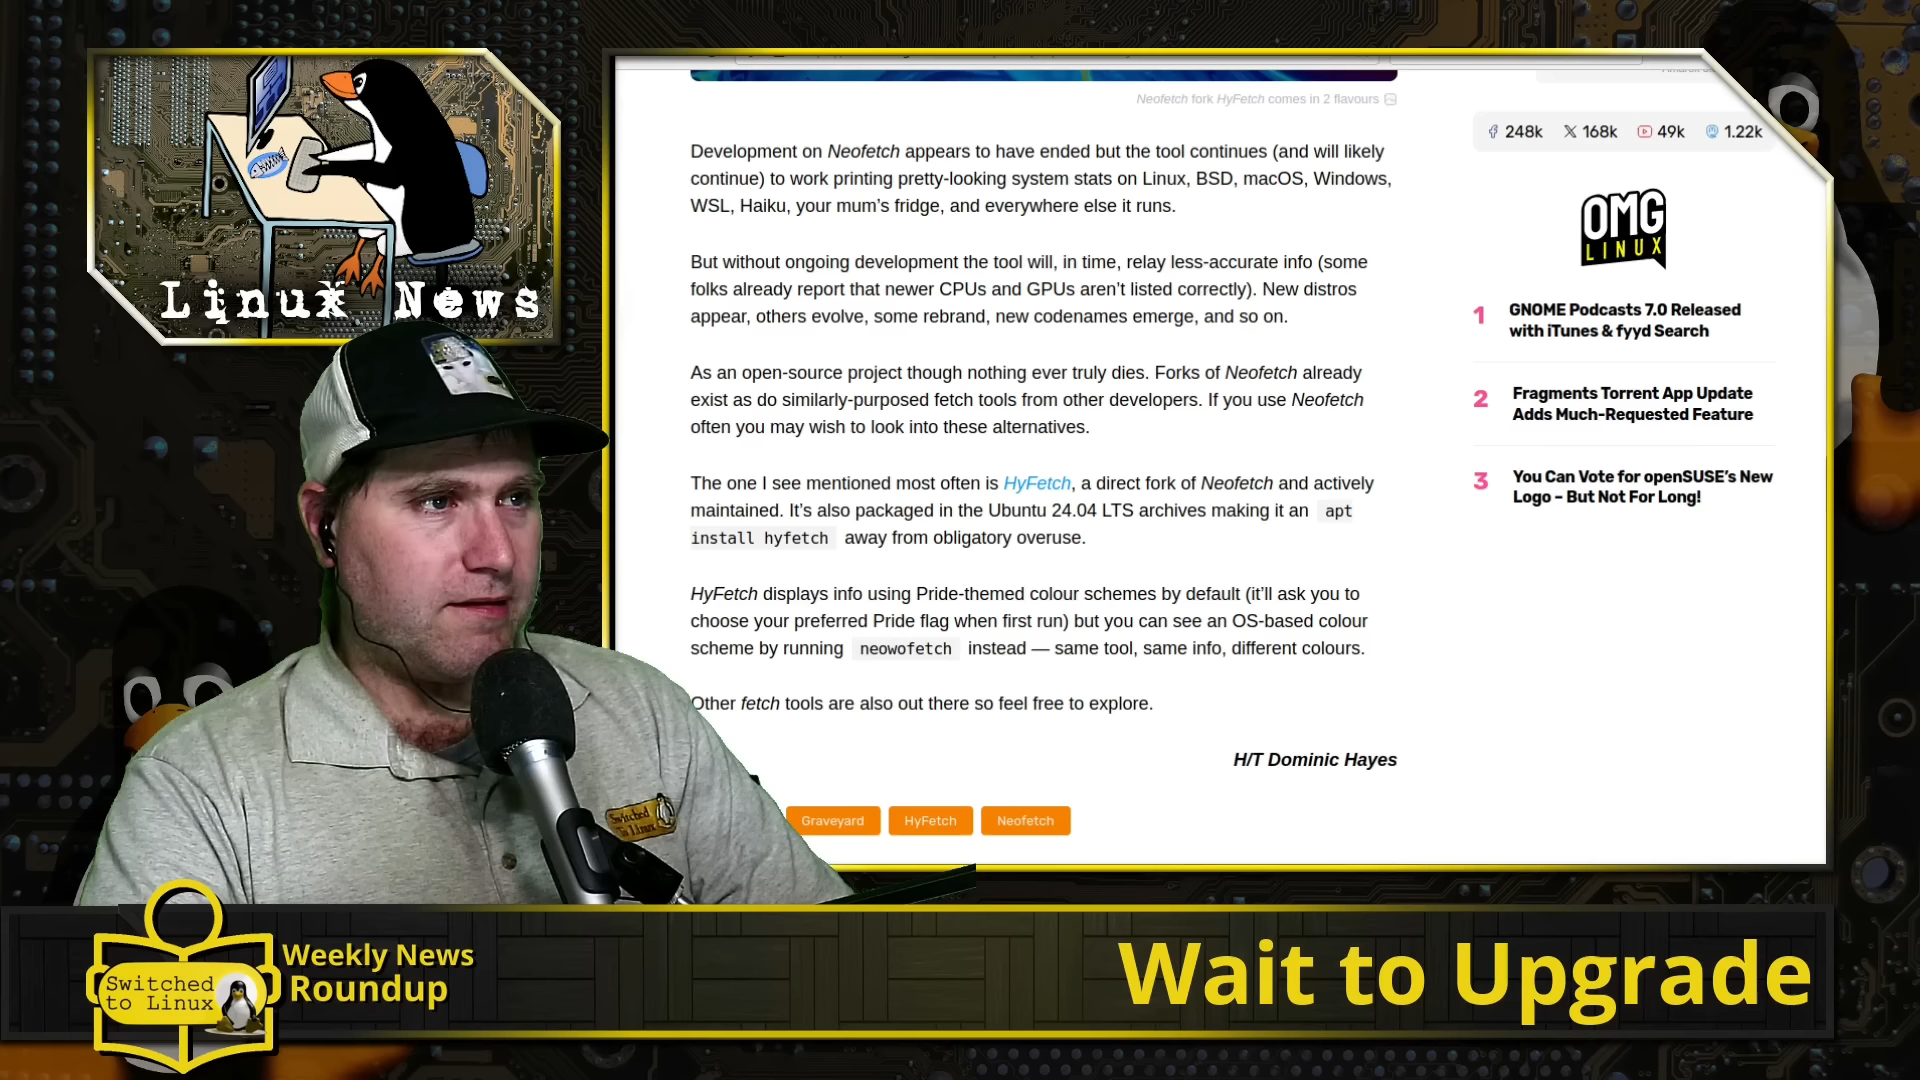 Linux News
Neofetch fork HyFetch comes in 2 flavours
Development on Neofetch appears to have ended but the tool continues (and will likely
continue) to work printing pretty-looking system stats on Linux, BSD, macOS, Windows,
WSL, Haiku, your mum’s fridge, and everywhere else it runs.
But without ongoing development the tool will, in time, relay less-accurate info (some
folks already report that newer CPUs and GPUs aren’t listed correctly). New distros
appear, others evolve, some rebrand, new codenames emerge, and so on.
As an open-source project though nothing ever truly dies. Forks of Neofetch already
exist as do similarly-purposed fetch tools from other developers. If you use Neofetch
often you may wish to look into these alternatives.
The one I see mentioned most often is HyFetch, a direct fork of Neofetch and actively
maintained. It’s also packaged in the Ubuntu 24.04 LTS archives making it an apt
install hyfetch away from obligatory overuse.
HyFetch displays info using Pride-themed colour schemes by default (it’ll ask you to
choose your preferred Pride flag when first run) but you can see an OS-based colour
scheme by running neowofetch instead — same tool, same info, different colours.
Other fetch tools are also out there so feel free to explore.
H/T Dominic Hayes
Graveyard HyFetch Neofetch
248k 168k 49k 1.22k
OMG
LINUX
1 GNOME Podcasts 7.0 Released
with iTunes & fyyd Search
2 Fragments Torrent App Update
Adds Much-Requested Feature
3 You Can Vote for openSUSE’s New
Logo – But Not For Long!
Switched
to Linux
Switched
to Linux
Weekly News
Roundup
Wait to Upgrade